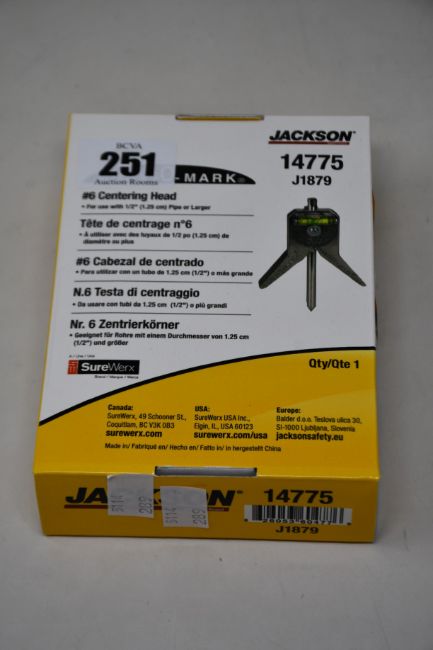 BCVA
251
Auction Rooms
JACKSON
14775
J1879
-MARK
#6 Centering Head
• For use with 1/2" (1.25 cm) Pipe or Larger
Tête de centrage n°6
• À utiliser avec des tuyaux de 1/2 po (1.25 cm) de
diamètre ou plus
#6 Cabezal de centrado
• Para utilizar con un tubo de 1.25 cm (1/2") o más grande
N.6 Testa di centraggio
• Da usare con tubi da 1.25 cm (1/2") o più grandi
Nr. 6 Zentrierkörner
• Geeignet für Rohre mit einem Durchmesser von 1.25 cm
(1/2") und größer
SureWerx
Brand / Marque / Marca
Qty/Qte 1
Canada:
SureWerx, 49 Schooner St.,
Coquitlam, BC V3K 0B3
surewerx.com
USA:
SureWerx USA Inc.,
Elgin, IL, USA 60123
surewerx.com/usa
Europe:
Balder d.o.o. Teslova ulica 30,
SI-1000 Ljubljana, Slovenia
jacksonsafety.eu
Made in/ Fabriqué en/ Hecho en/ Fatto in/ in hergestellt China
JACKSON
5114
289
5114
289
14775
J1879